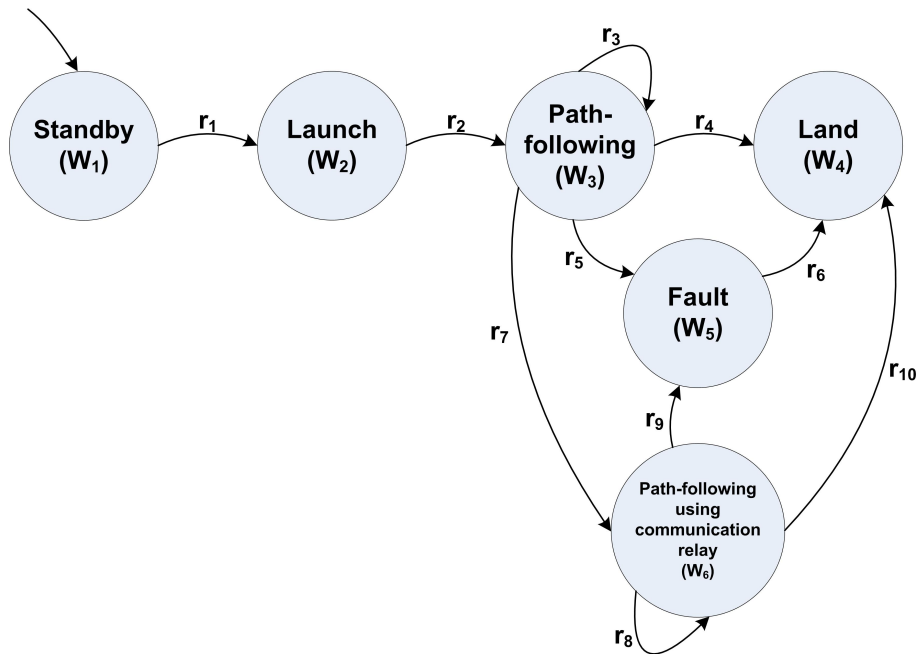 r₃
Standby
(W₁)
r₁
Launch
(W₂)
r₂
Path-
following
(W₃)
r₄
Land
(W₄)
r₅
Fault
(W₅)
r₆
r₇
r₁₀
r₉
Path-following
using
communication
relay
(W₆)
r₈